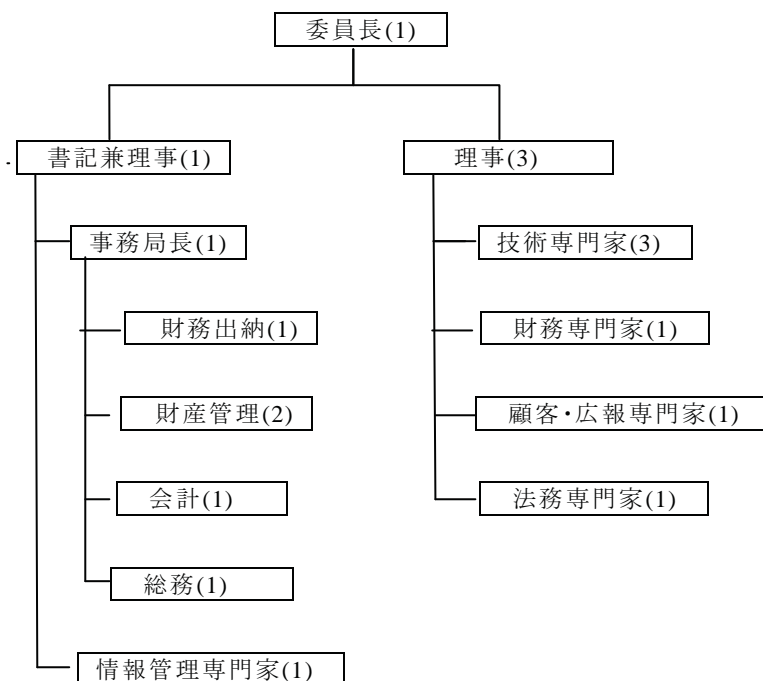 委員長(1)
書記兼理事(1)
理事(3)
事務局長(1)
技術専門家(3)
財務出納(1)
財務専門家(1)
財産管理(2)
顧客・広報専門家(1)
会計(1)
法務専門家(1)
総務(1)
情報管理専門家(1)